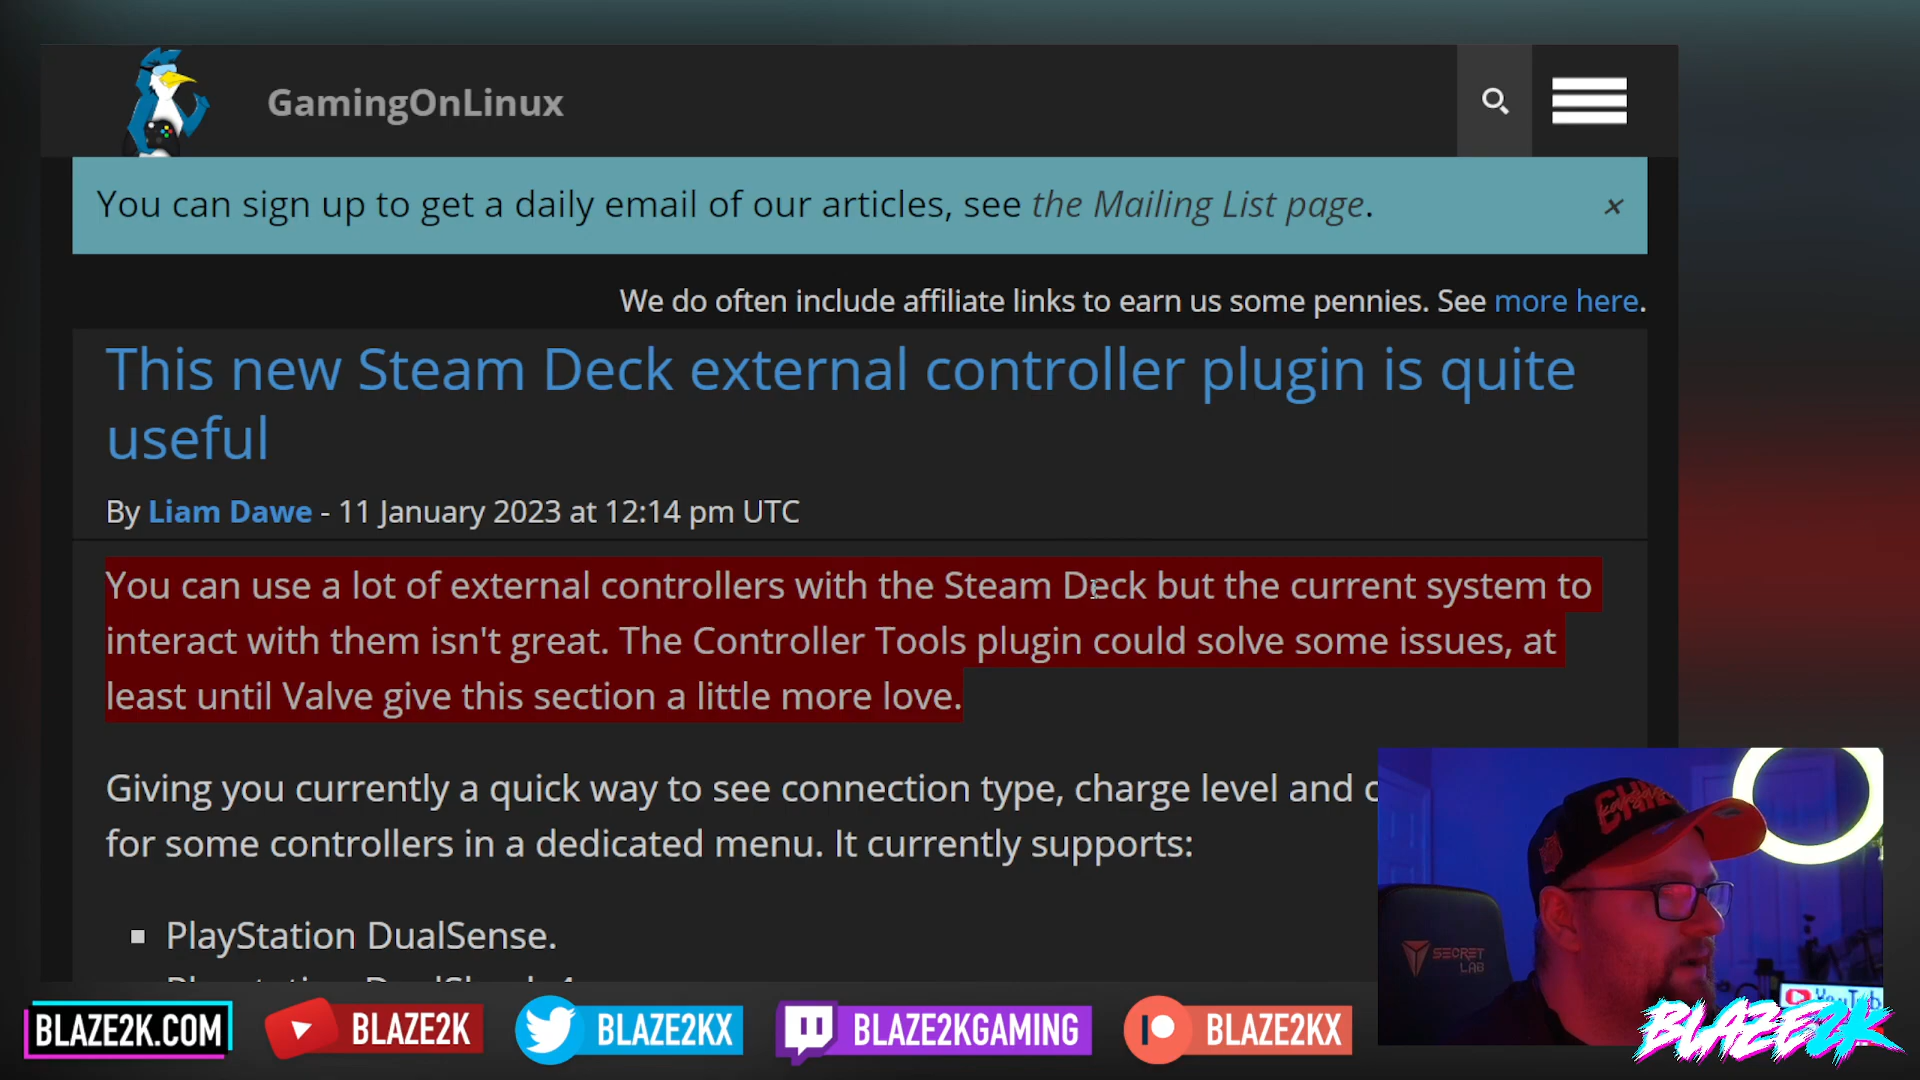 GamingOnLinux
You can sign up to get a daily email of our articles, see the Mailing List page.
×
We do often include affiliate links to earn us some pennies. See more here.
This new Steam Deck external controller plugin is quite
useful
By Liam Dawe - 11 January 2023 at 12:14 pm UTC
You can use a lot of external controllers with the Steam Deck but the current system to
interact with them isn't great. The Controller Tools plugin could solve some issues, at
least until Valve give this section a little more love.
Giving you currently a quick way to see connection type, charge level and
for some controllers in a dedicated menu. It currently supports:
PlayStation DualSense.
SECRET
LAB
BLAZE2K.COM
BLAZE2K
BLAZE2KX
BLAZE2KGAMING
BLAZE2KX
BLAZE2K